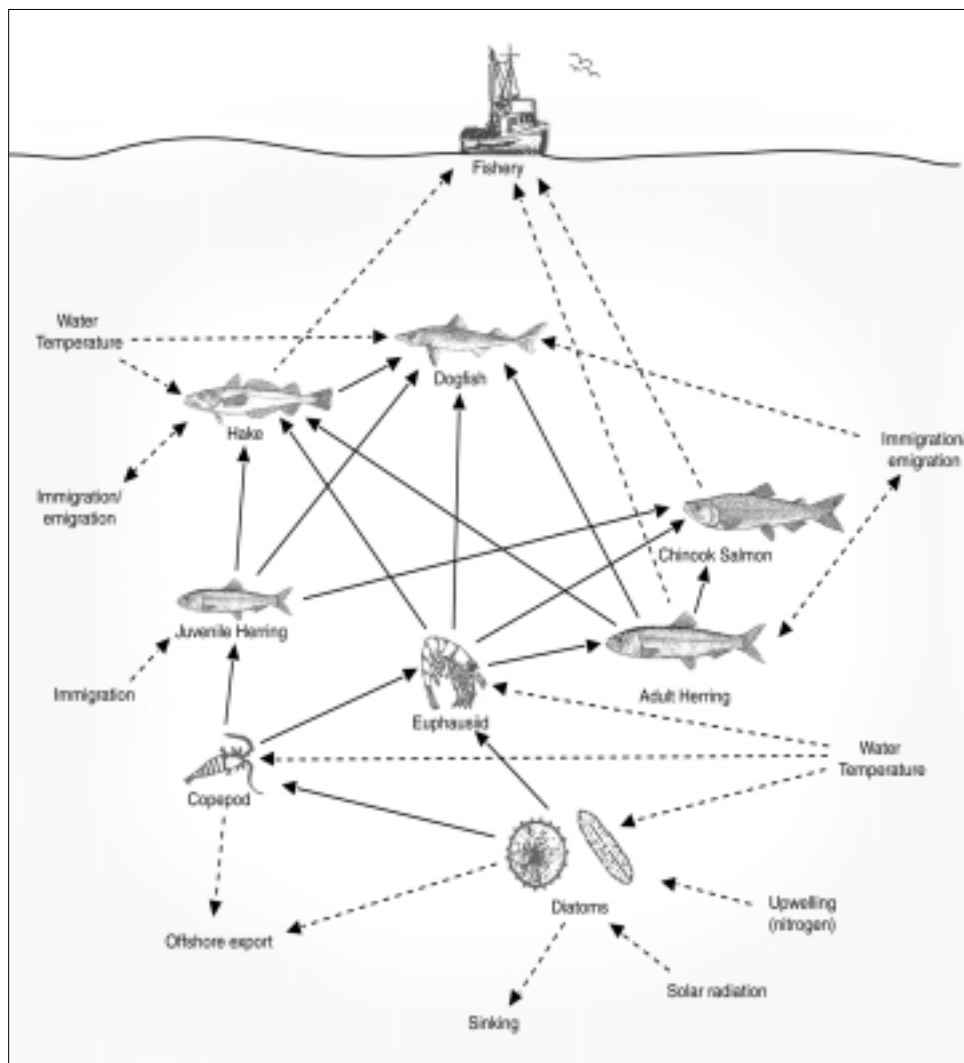 Fishery
Water
Temperature
Dogfish
Hake
Immigration/
emigration
Immigration/
emigration
Chinook Salmon
Juvenile Herring
Immigration
Euphausiid
Adult Herring
Water
Temperature
Copepod
Diatoms
Upwelling
(nitrogen)
Offshore export
Solar radiation
Sinking